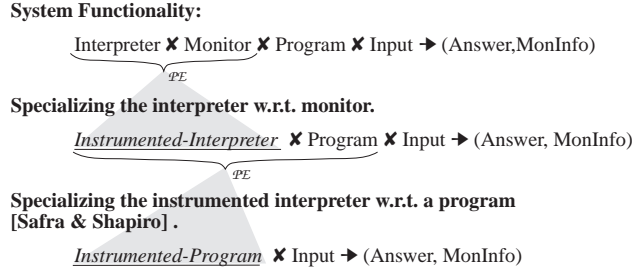 System Functionality:
Interpreter ✘ Monitor ✘ Program ✘ Input ➔ (Answer,MonInfo)
PE
Specializing the interpreter w.r.t. monitor.
Instrumented-Interpreter ✘ Program ✘ Input ➔ (Answer, MonInfo)
PE
Specializing the instrumented interpreter w.r.t. a program
[Safra & Shapiro] .
Instrumented-Program ✘ Input ➔ (Answer, MonInfo)